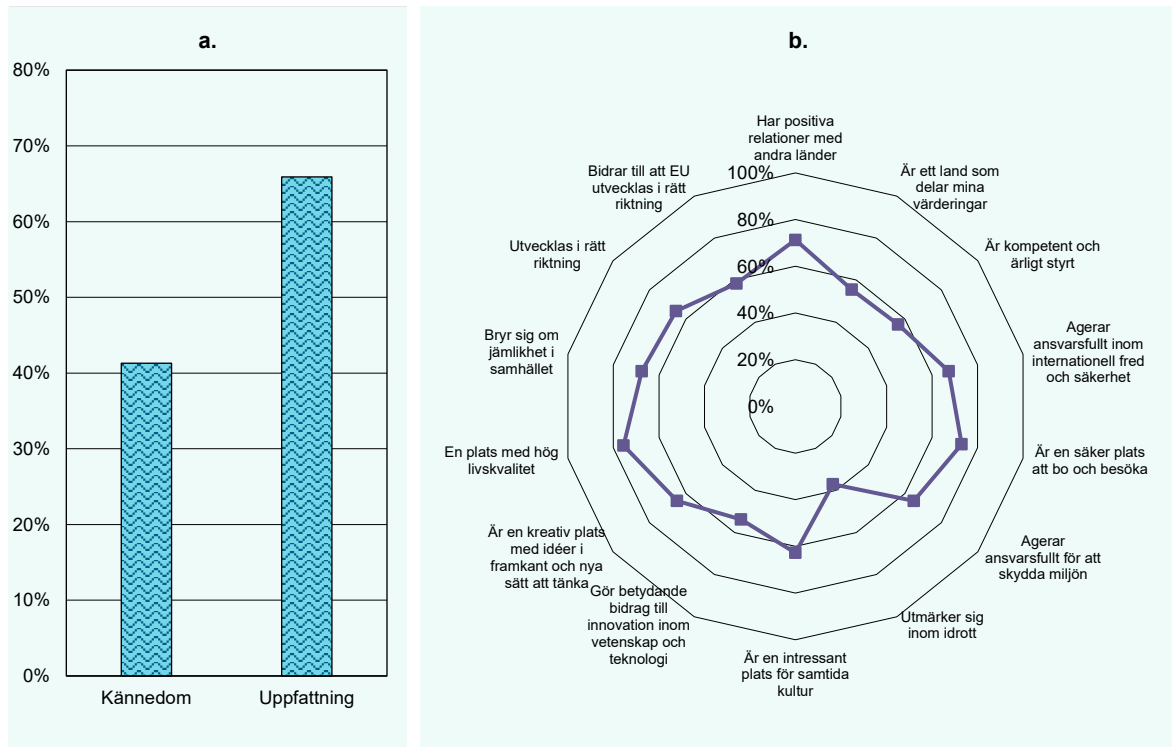 a.
80%
70%
60%
50%
40%
30%
20%
10%
0%
Kännedom
Uppfattning
b.
Har positiva
relationer med
andra länder
Är ett land som
delar mina
värderingar
Är kompetent och
ärligt styrt
Agerar
ansvarsfullt inom
internationell fred
och säkerhet
Är en säker plats
att bo och besöka
Agerar
ansvarsfullt för att
skydda miljön
Utmärker sig
inom idrott
Är en intressant
plats för samtida
kultur
Gör betydande
bidrag till
innovation inom
vetenskap och
teknologi
Är en kreativ plats
med idéer i
framkant och nya
sätt att tänka
En plats med hög
livskvalitet
Bryr sig om
jämlikhet i
samhället
Utvecklas i rätt
riktning
Bidrar till att EU
utvecklas i rätt
riktning
100%
80%
60%
40%
20%
0%